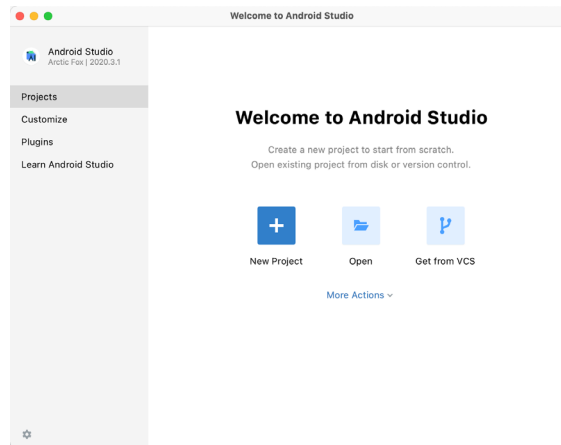 Welcome to Android Studio
Android Studio
Arctic Fox | 2020.3.1
Projects
Customize
Plugins
Learn Android Studio
Welcome to Android Studio
Create a new project to start from scratch.
Open existing project from disk or version control.
New Project
Open
Get from VCS
More Actions